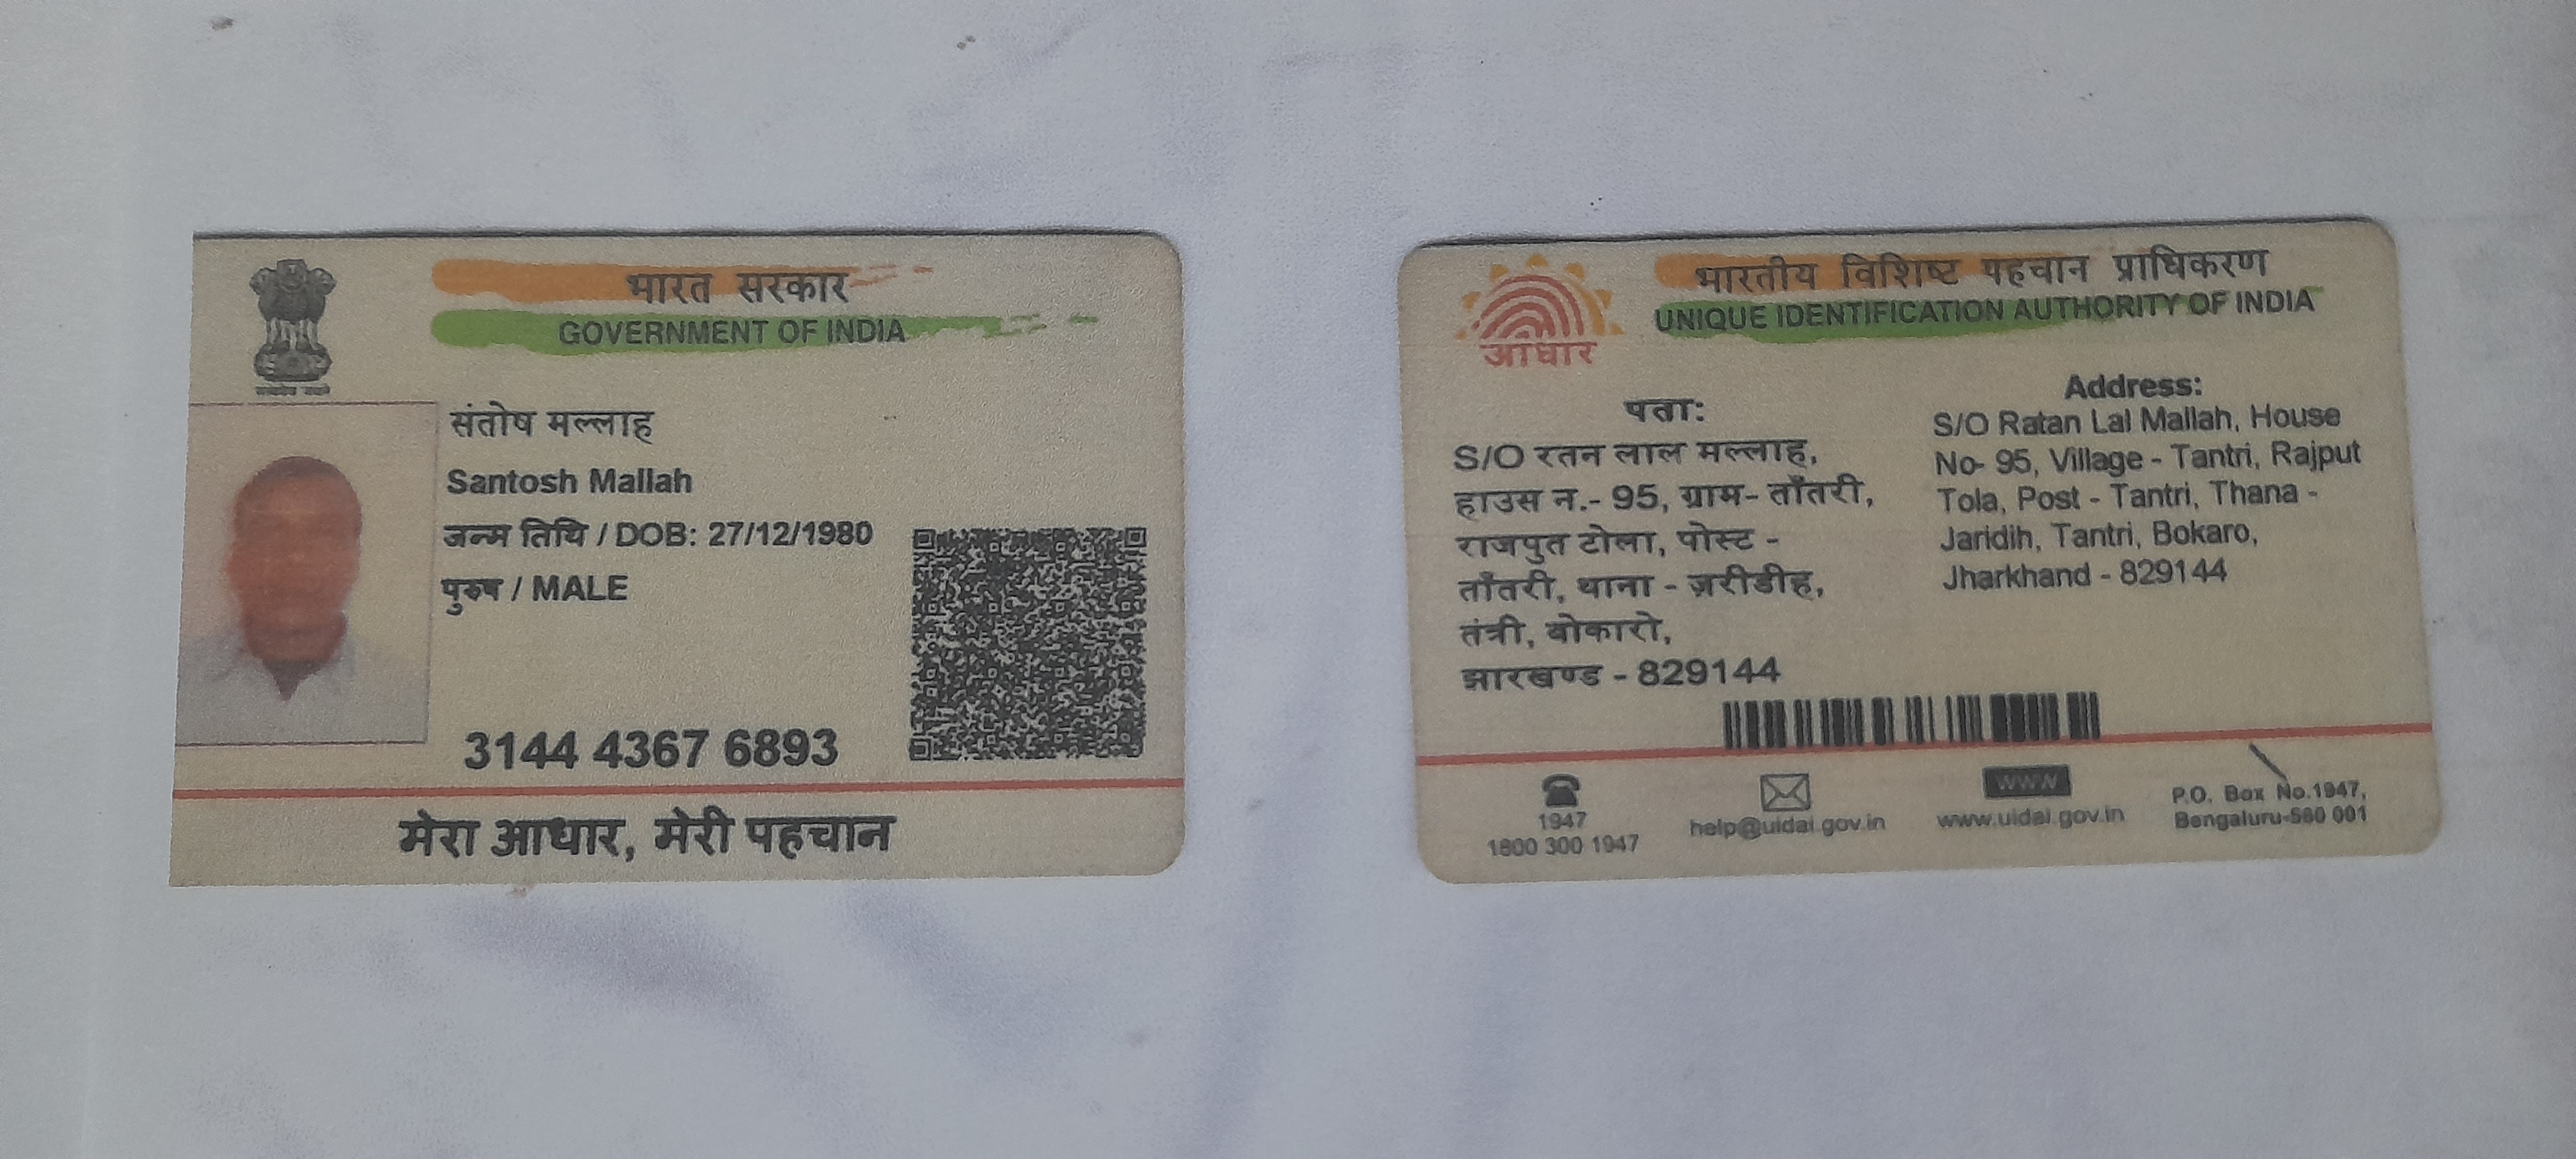 भारत सरकार
GOVERNMENT OF INDIA
संतोष मल्लाह
Santosh Mallah
जन्म तिथि / DOB: 27/12/1980
पुरुष / MALE
3144 4367 6893
मेरा आधार, मेरी पहचान
भारतीय विशिष्ट पहचान प्राधिकरण
UNIQUE IDENTIFICATION AUTHORITY OF INDIA
आधार
पता:
S/O रतन लाल मल्लाह,
हाउस न.- 95, ग्राम- ताँतरी,
राजपुत टोला, पोस्ट -
ताँतरी, थाना - ज़रीडीह,
तंत्री, बोकारो,
झारखण्ड - 829144
Address:
S/O Ratan Lal Mallah, House
No- 95, Village - Tantri, Rajput
Tola, Post - Tantri, Thana -
Jaridih, Tantri, Bokaro,
Jharkhand - 829144
1947
1800 300 1947
help@uidai.gov.in
WWW
www.uidai.gov.in
P.O. Box No.1947,
Bengaluru-560 001